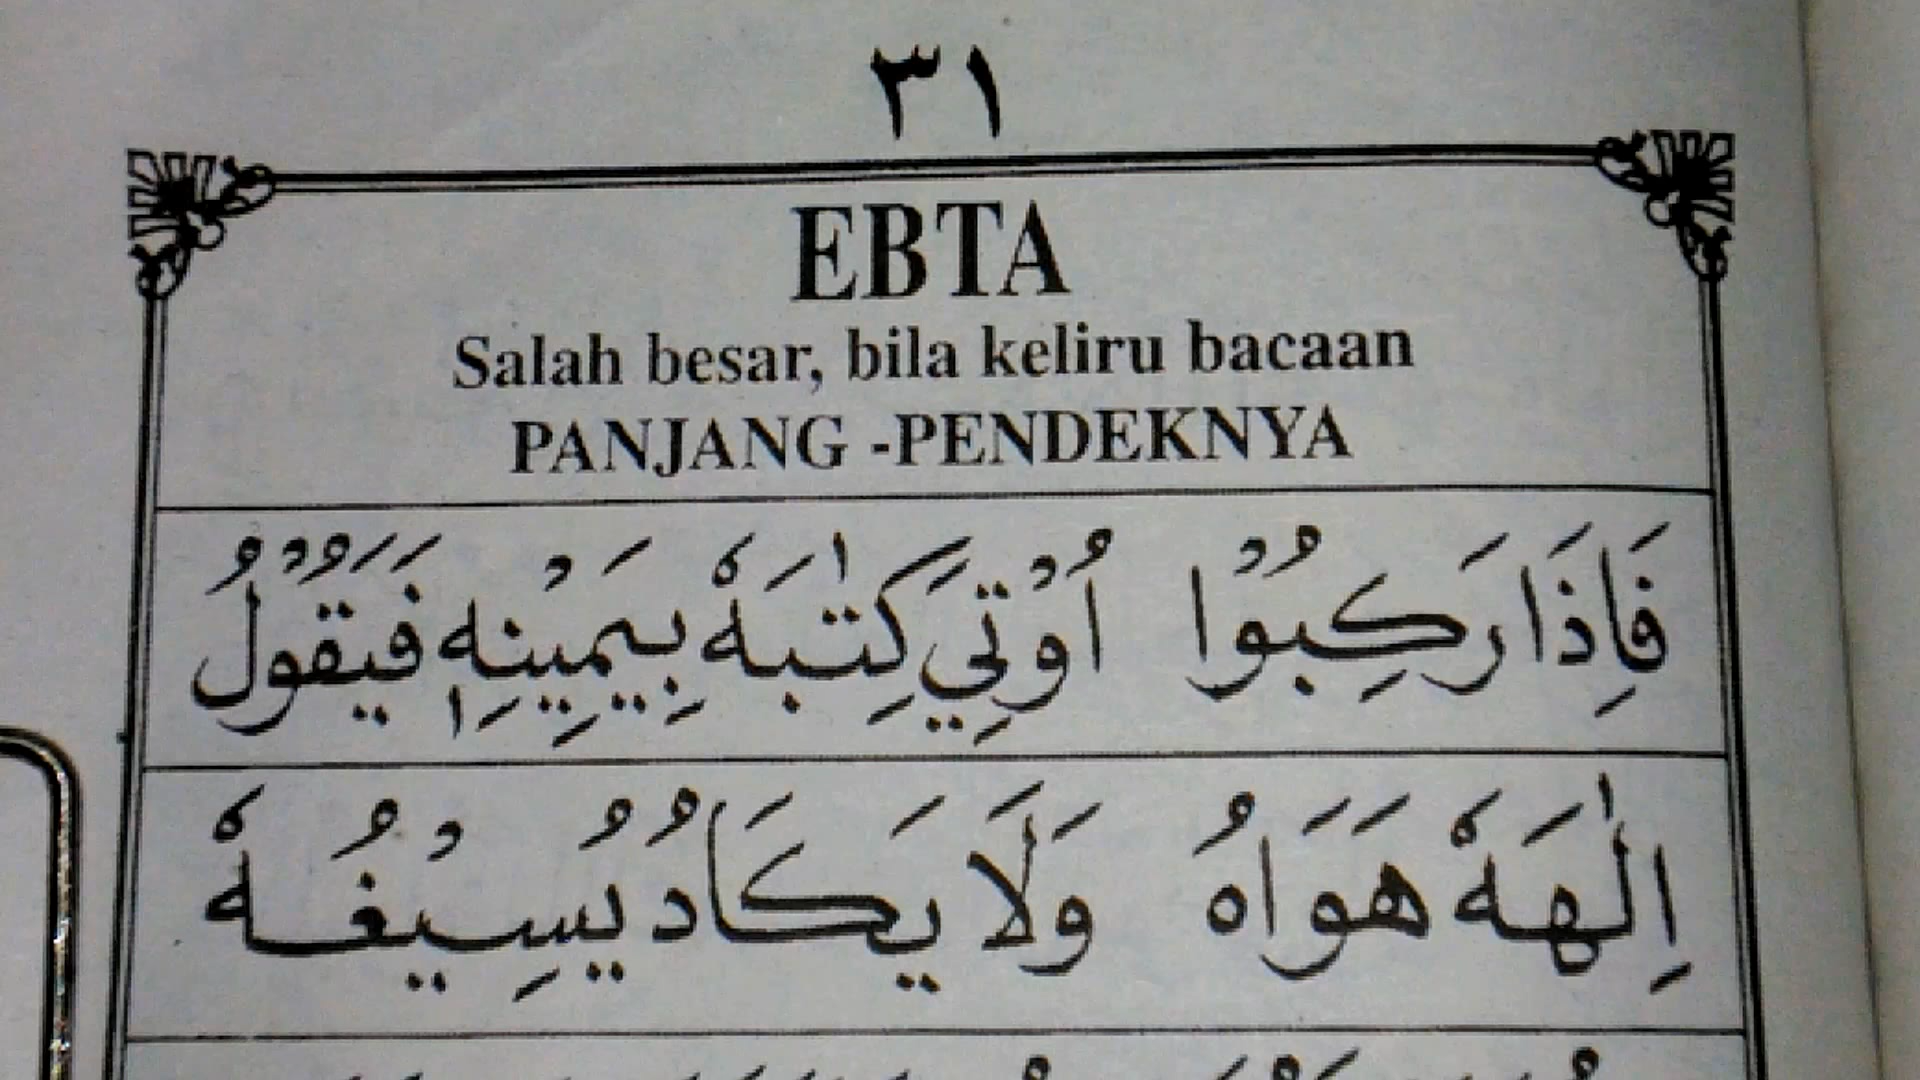 ٣١
EBTA
Salah besar, bila keliru bacaan
PANJANG -PENDEKNYA
فَاِذَا رَكِبُوْا اُوْتِيَ كِتٰبَهٗ بِيَمِيْنِهٖ فَيَقُوْلُ
اِلٰهَهٗ هَوَاهُ وَلَا يَكَادُ يُسِيْغُهٗ